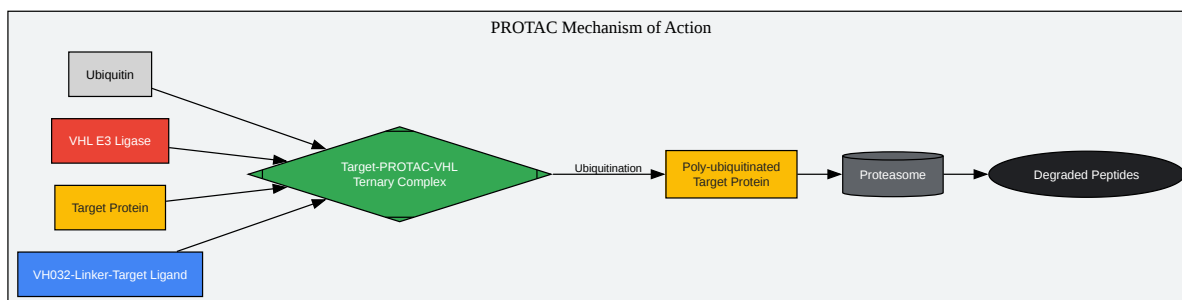 PROTAC Mechanism of Action
Ubiquitin
VHL E3 Ligase
Target Protein
VH032-Linker-Target Ligand
Target-PROTAC-VHL
Ternary Complex
Ubiquitination
Poly-ubiquitinated
Target Protein
Proteasome
Degraded Peptides